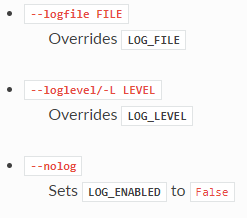 --logfile FILE
Overrides LOG_FILE
--loglevel/-L LEVEL
Overrides LOG_LEVEL
--nolog
Sets LOG_ENABLED to False